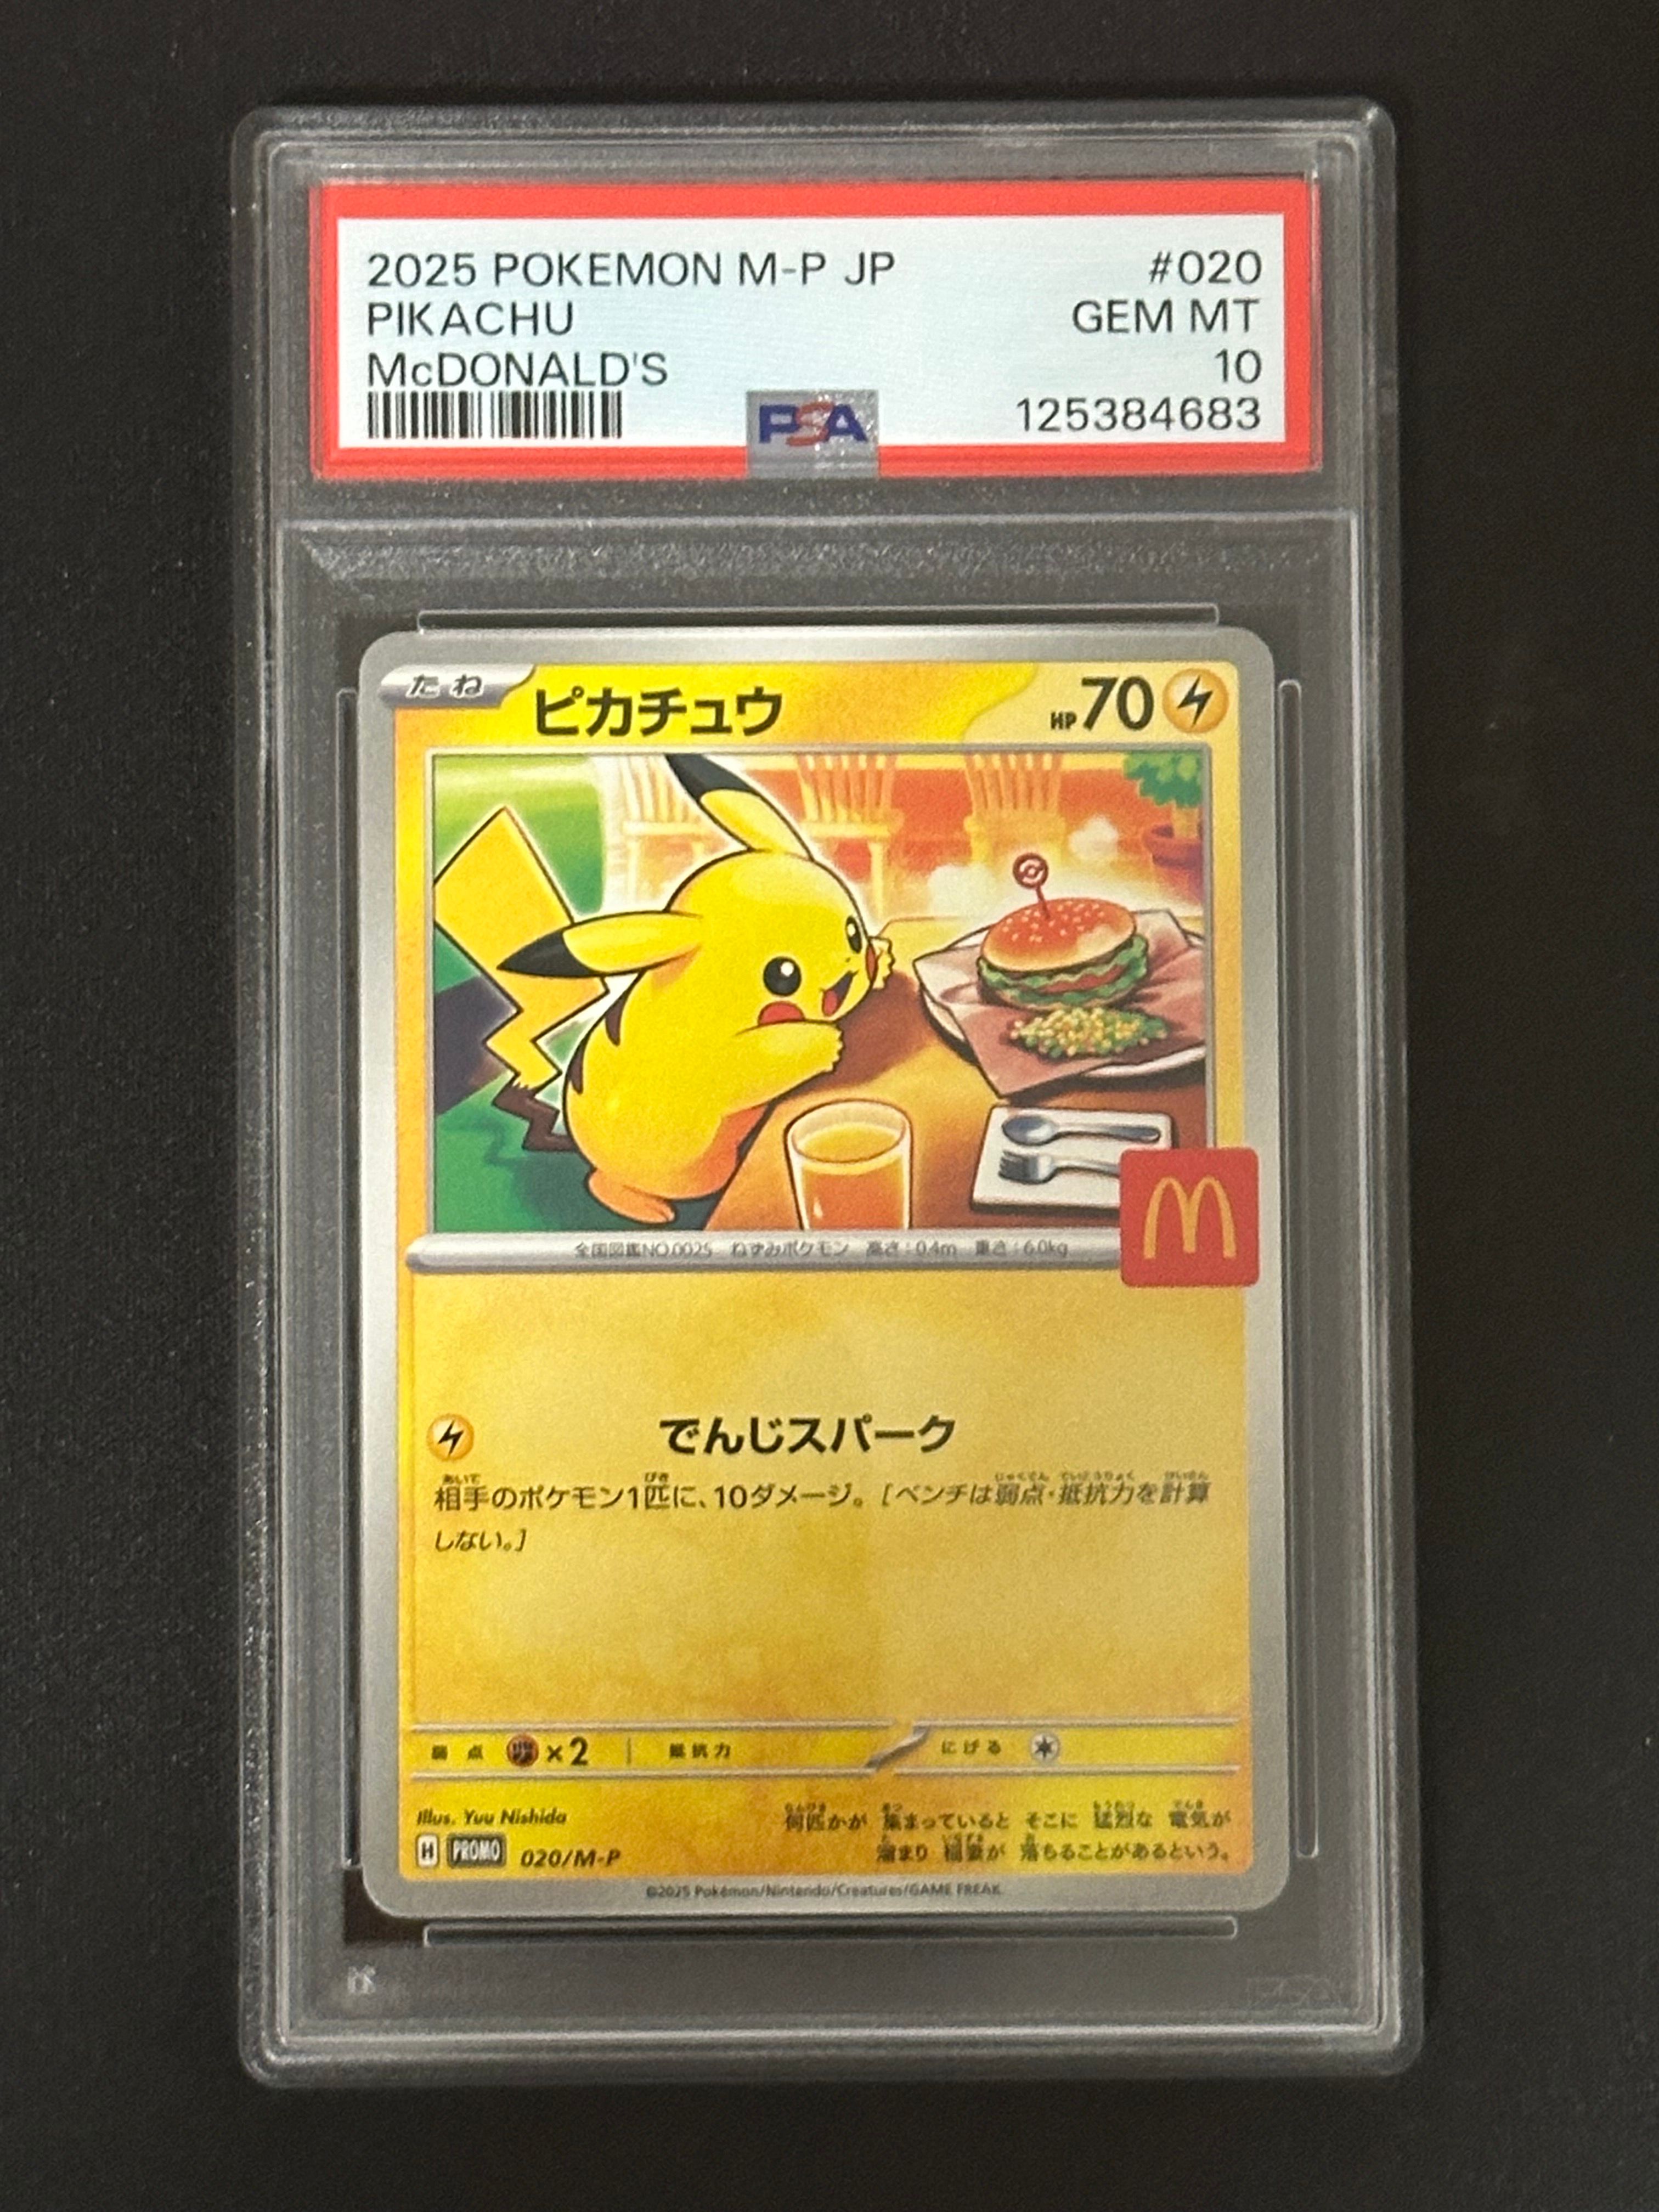 2025 POKEMON M-P JP #020
PIKACHU GEM MT
McDONALD'S 10
PSA 125384683
たね ピカチュウ HP70
全国図鑑NO.0025 ねずみポケモン 高さ:0.4m 重さ:6.0kg
でんじスパーク
相手のポケモン1匹に、10ダメージ。[ベンチは弱点・抵抗力を計算
しない。]
弱点 ×2 抵抗力 にげる
Illus. Yuu Nishida
H PROMO 020/M-P
何匹かが 集まっていると そこに 猛烈な 電気が
溜まり 稲妻が 落ちることがあるという。
©2025 Pokémon/Nintendo/Creatures/GAME FREAK